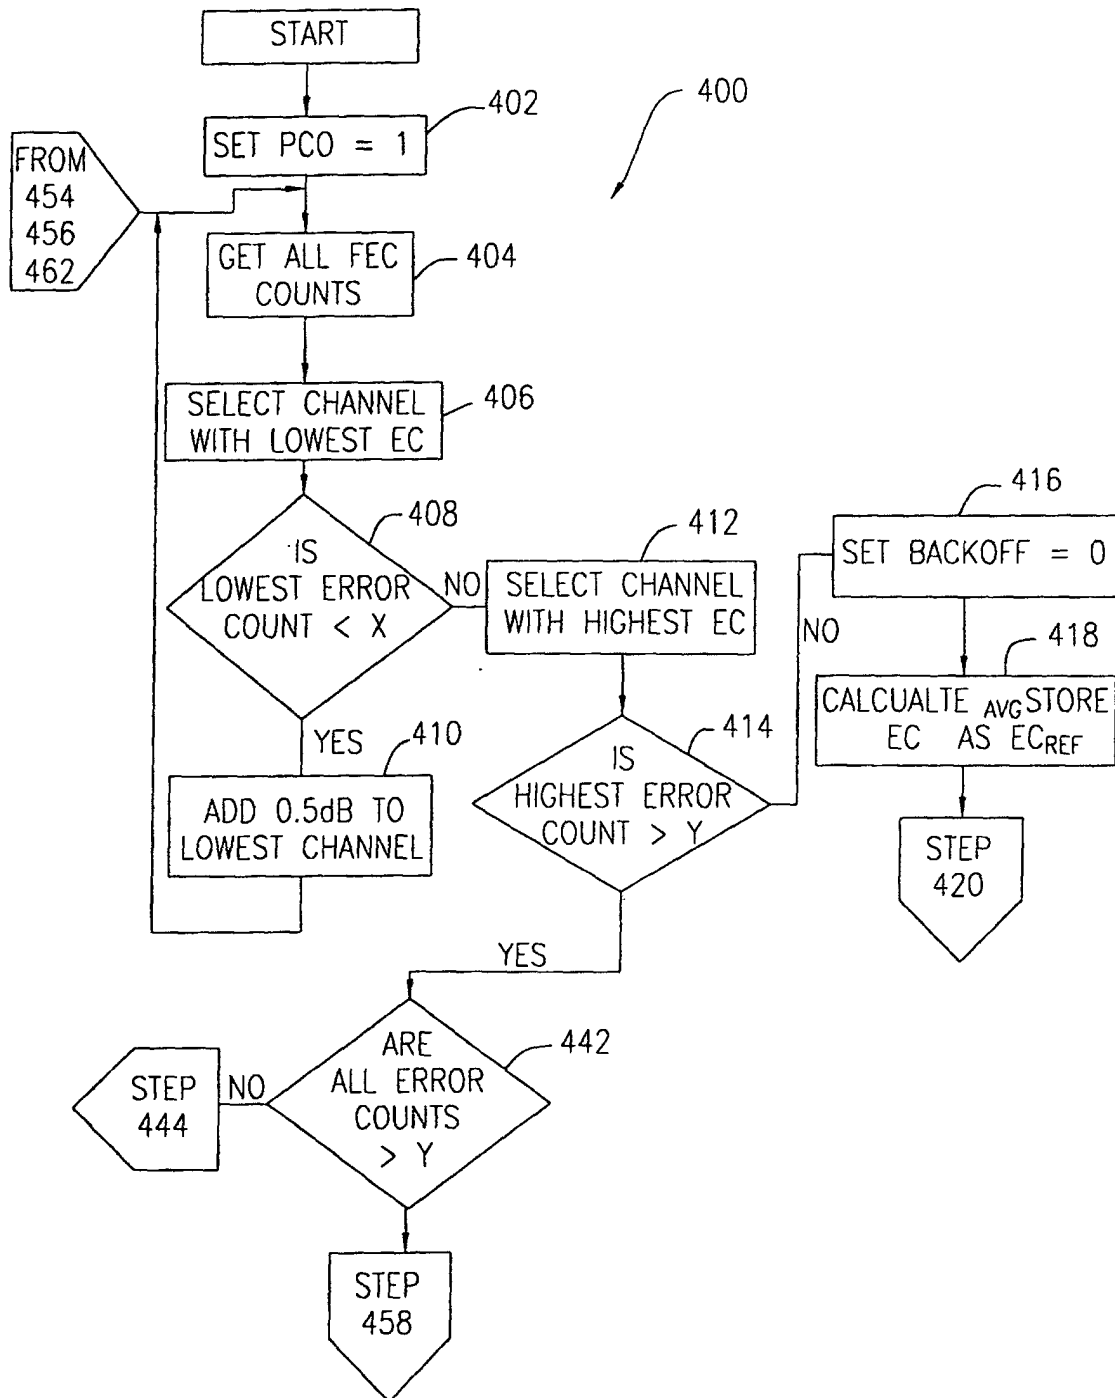 START
400
402
SET PCO = 1
FROM
454
456
462
GET ALL FEC
COUNTS
404
SELECT CHANNEL
WITH LOWEST EC
406
408
IS
LOWEST ERROR
COUNT < X
NO
412
SELECT CHANNEL
WITH HIGHEST EC
416
SET BACKOFF = 0
NO
418
CALCUALTE AVG STORE
EC AS ECREF
YES
410
ADD 0.5dB TO
LOWEST CHANNEL
414
IS
HIGHEST ERROR
COUNT > Y
STEP
420
YES
442
ARE
ALL ERROR
COUNTS
> Y
NO
STEP
444
STEP
458